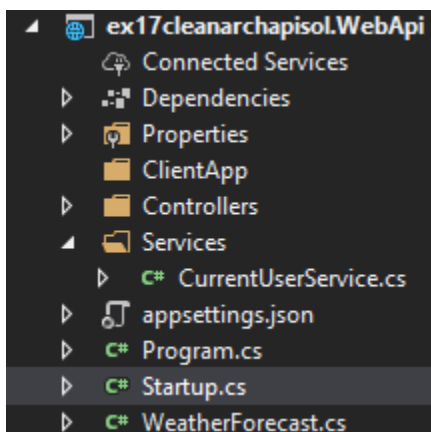 ex17cleanarchapisol.WebApi
Connected Services
Dependencies
Properties
ClientApp
Controllers
Services
C# CurrentUserService.cs
appsettings.json
C# Program.cs
C# Startup.cs
C# WeatherForecast.cs